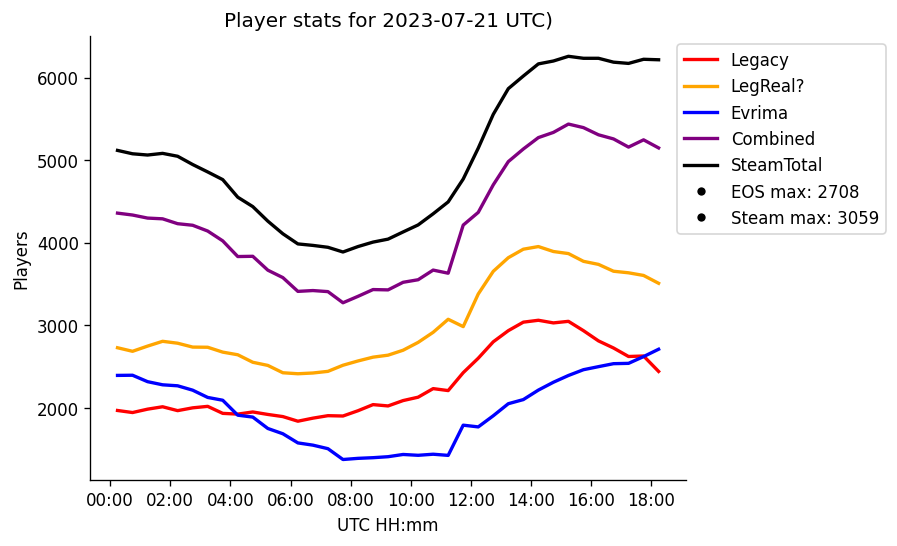 Player stats for 2023-07-21 UTC)
Players
6000
5000
4000
3000
2000
00:00 02:00 04:00 06:00 08:00 10:00 12:00 14:00 16:00 18:00
UTC HH:mm
Legacy
LegReal?
Evrima
Combined
SteamTotal
EOS max: 2708
Steam max: 3059